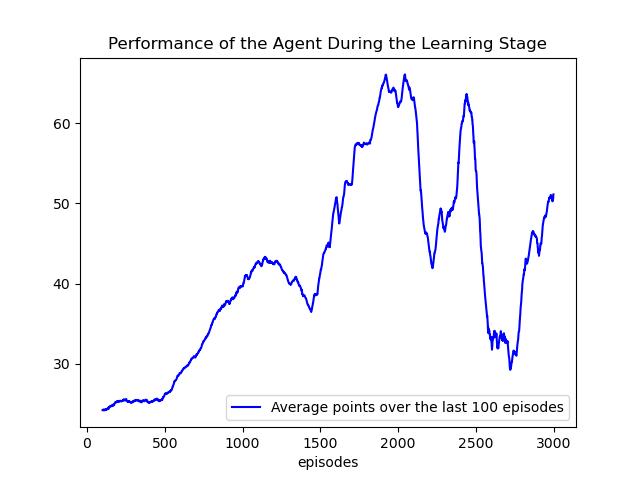 Performance of the Agent During the Learning Stage
60
50
40
30
Average points over the last 100 episodes
0 500 1000 1500 2000 2500 3000
episodes